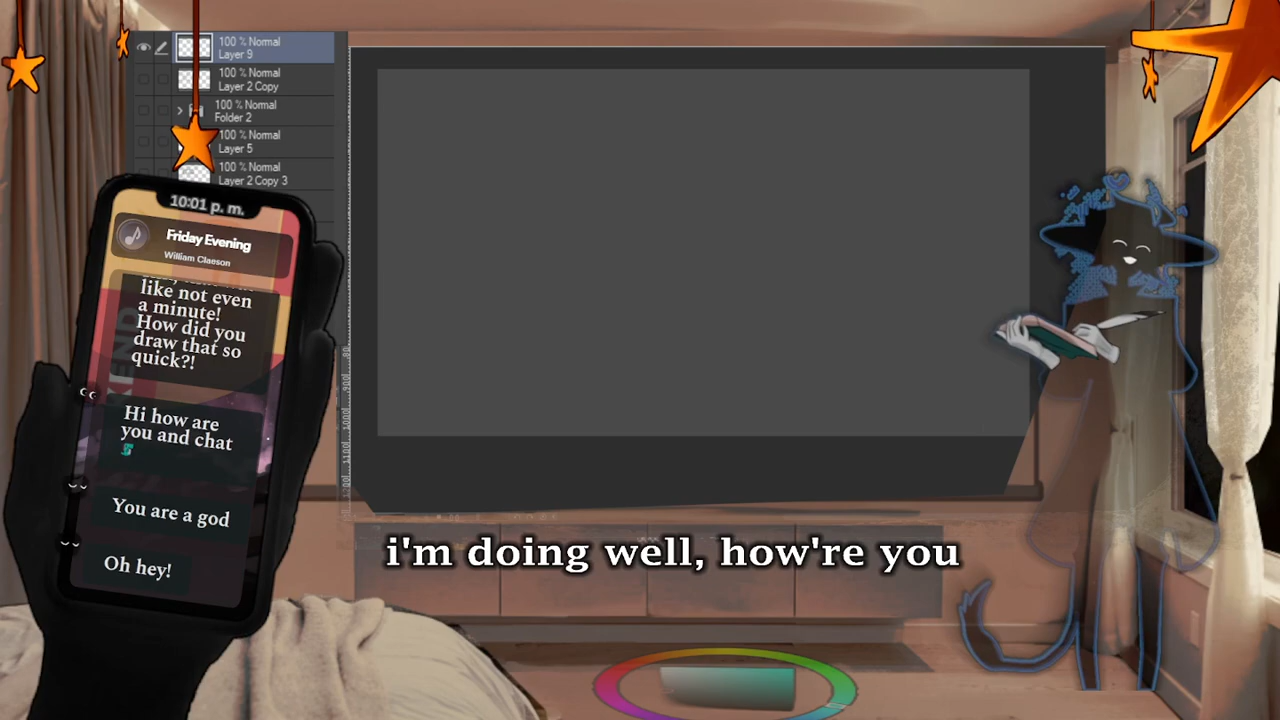 100 % Normal
Layer 9
100 % Normal
Layer 2 Copy
100 % Normal
Folder 2
100 % Normal
Layer 5
100 % Normal
Layer 2 Copy 3
10:01 p. m.
Friday Evening
William Claeson
like not even
a minute!
How did you
draw that so
quick?!
Hi how are
you and chat
You are a god
Oh hey!
i'm doing well, how're you